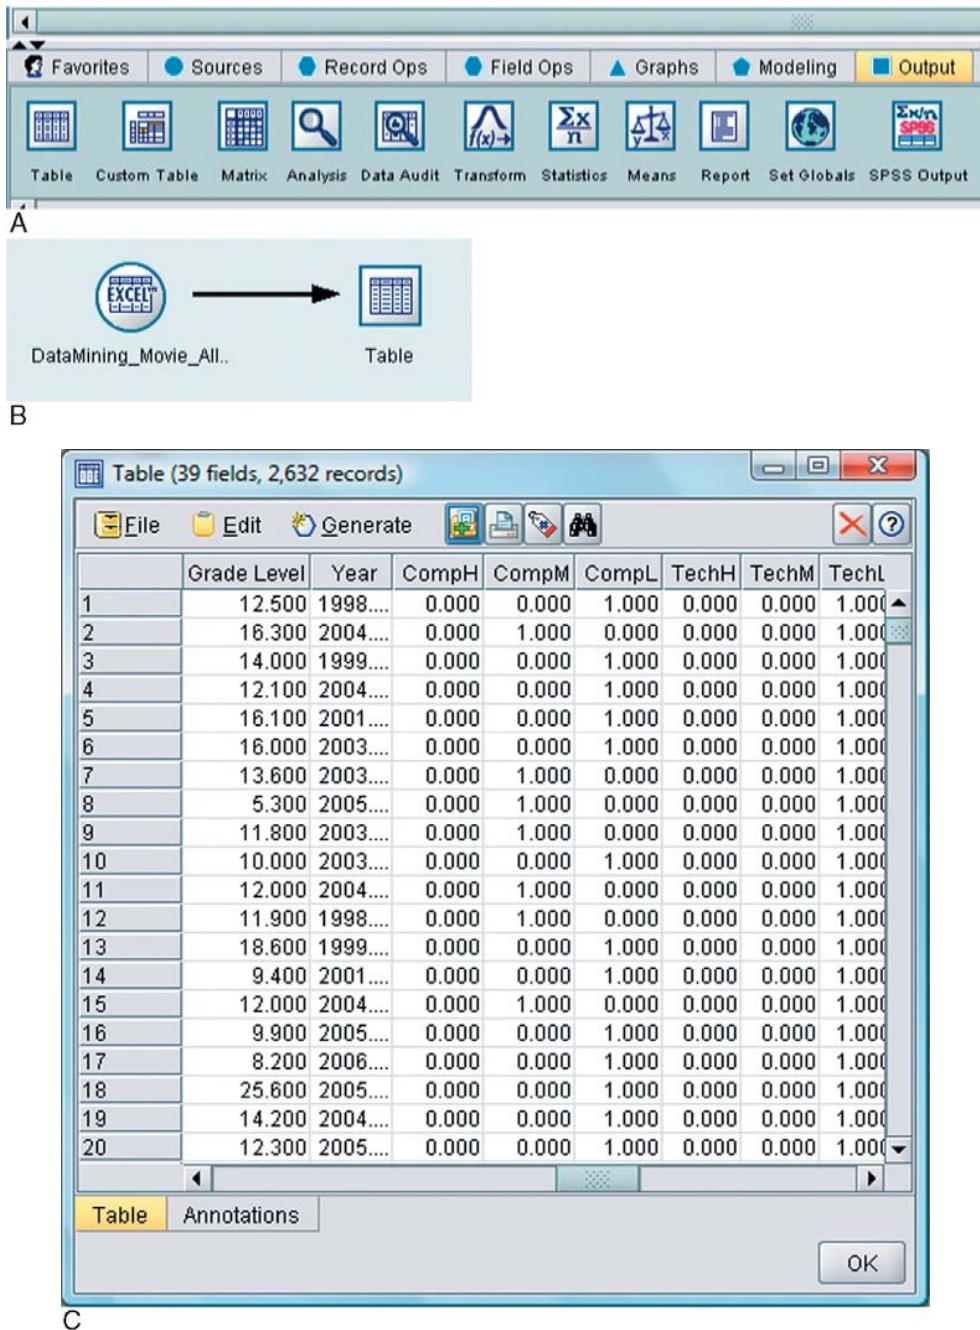 Favorites Sources Record Ops Field Ops Graphs Modeling Output
f(x) Σx n y x Σx/n SPSS
Table Custom Table Matrix Analysis Data Audit Transform Statistics Means Report Set Globals SPSS Output
A
EXCEL
DataMining_Movie_All.. Table
B
Table (39 fields, 2,632 records)
File Edit Generate
Grade Level Year CompH CompM CompL TechH TechM TechL
1 12.500 1998.... 0.000 0.000 1.000 0.000 0.000 1.000
2 16.300 2004.... 0.000 1.000 0.000 0.000 0.000 1.000
3 14.000 1999.... 0.000 0.000 1.000 0.000 0.000 1.000
4 12.100 2004.... 0.000 0.000 1.000 0.000 0.000 1.000
5 16.100 2001.... 0.000 0.000 1.000 0.000 0.000 1.000
6 16.000 2003.... 0.000 0.000 1.000 0.000 0.000 1.000
7 13.600 2003.... 0.000 1.000 0.000 0.000 0.000 1.000
8 5.300 2005.... 0.000 1.000 0.000 0.000 0.000 1.000
9 11.800 2003.... 0.000 1.000 0.000 0.000 0.000 1.000
10 10.000 2003.... 0.000 0.000 1.000 0.000 0.000 1.000
11 12.000 2004.... 0.000 1.000 0.000 0.000 0.000 1.000
12 11.900 1998.... 0.000 1.000 0.000 0.000 0.000 1.000
13 18.600 1999.... 0.000 0.000 1.000 0.000 0.000 1.000
14 9.400 2001.... 0.000 0.000 1.000 0.000 0.000 1.000
15 12.000 2004.... 0.000 1.000 0.000 0.000 0.000 1.000
16 9.900 2005.... 0.000 0.000 1.000 0.000 0.000 1.000
17 8.200 2006.... 0.000 0.000 1.000 0.000 0.000 1.000
18 25.600 2005.... 0.000 0.000 1.000 0.000 0.000 1.000
19 14.200 2004.... 0.000 0.000 1.000 0.000 0.000 1.000
20 12.300 2005.... 0.000 0.000 1.000 0.000 0.000 1.000
Table Annotations
OK
C